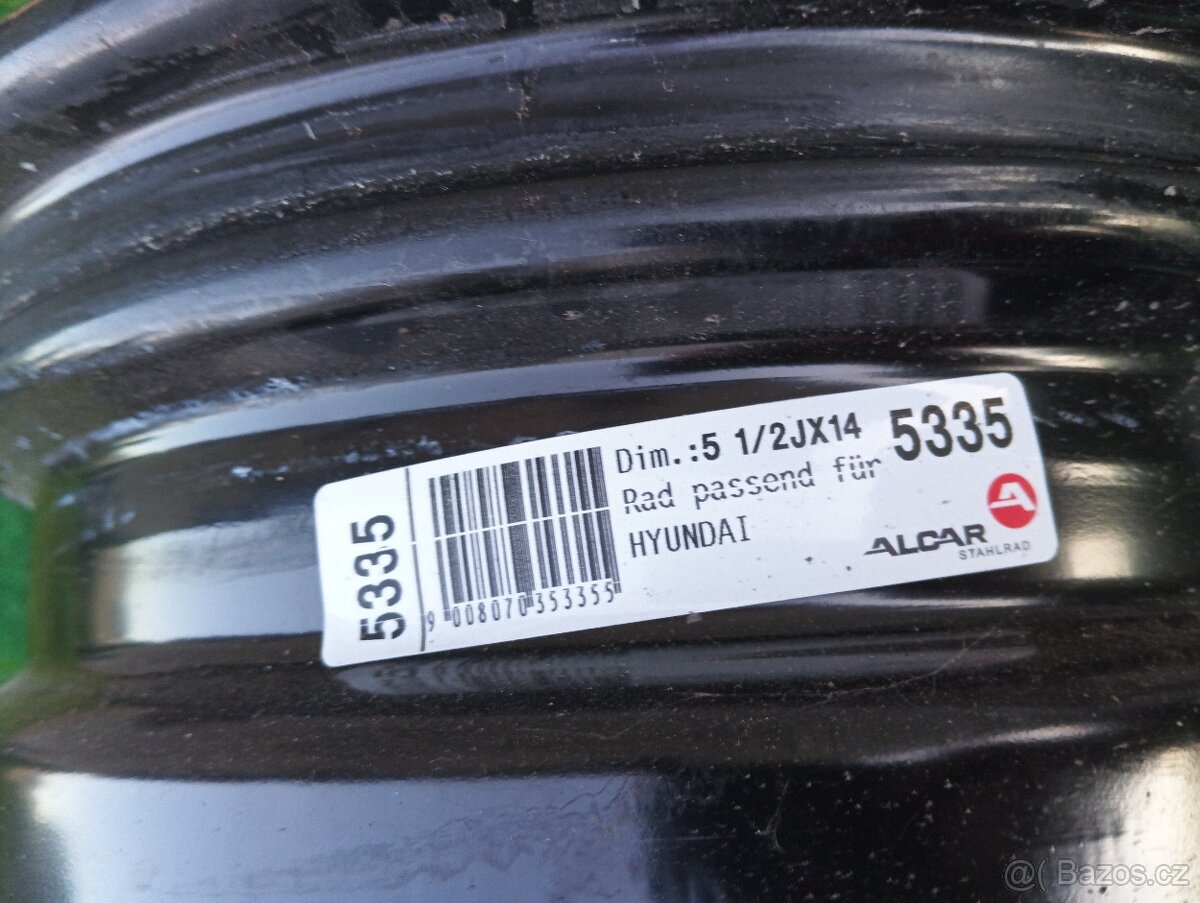 5335
9 008070 353355
Dim.:5 1/2JX14
5335
Rad passend für
HYUNDAI
ALCAR
STAHLRAD
@( Bazos.cz